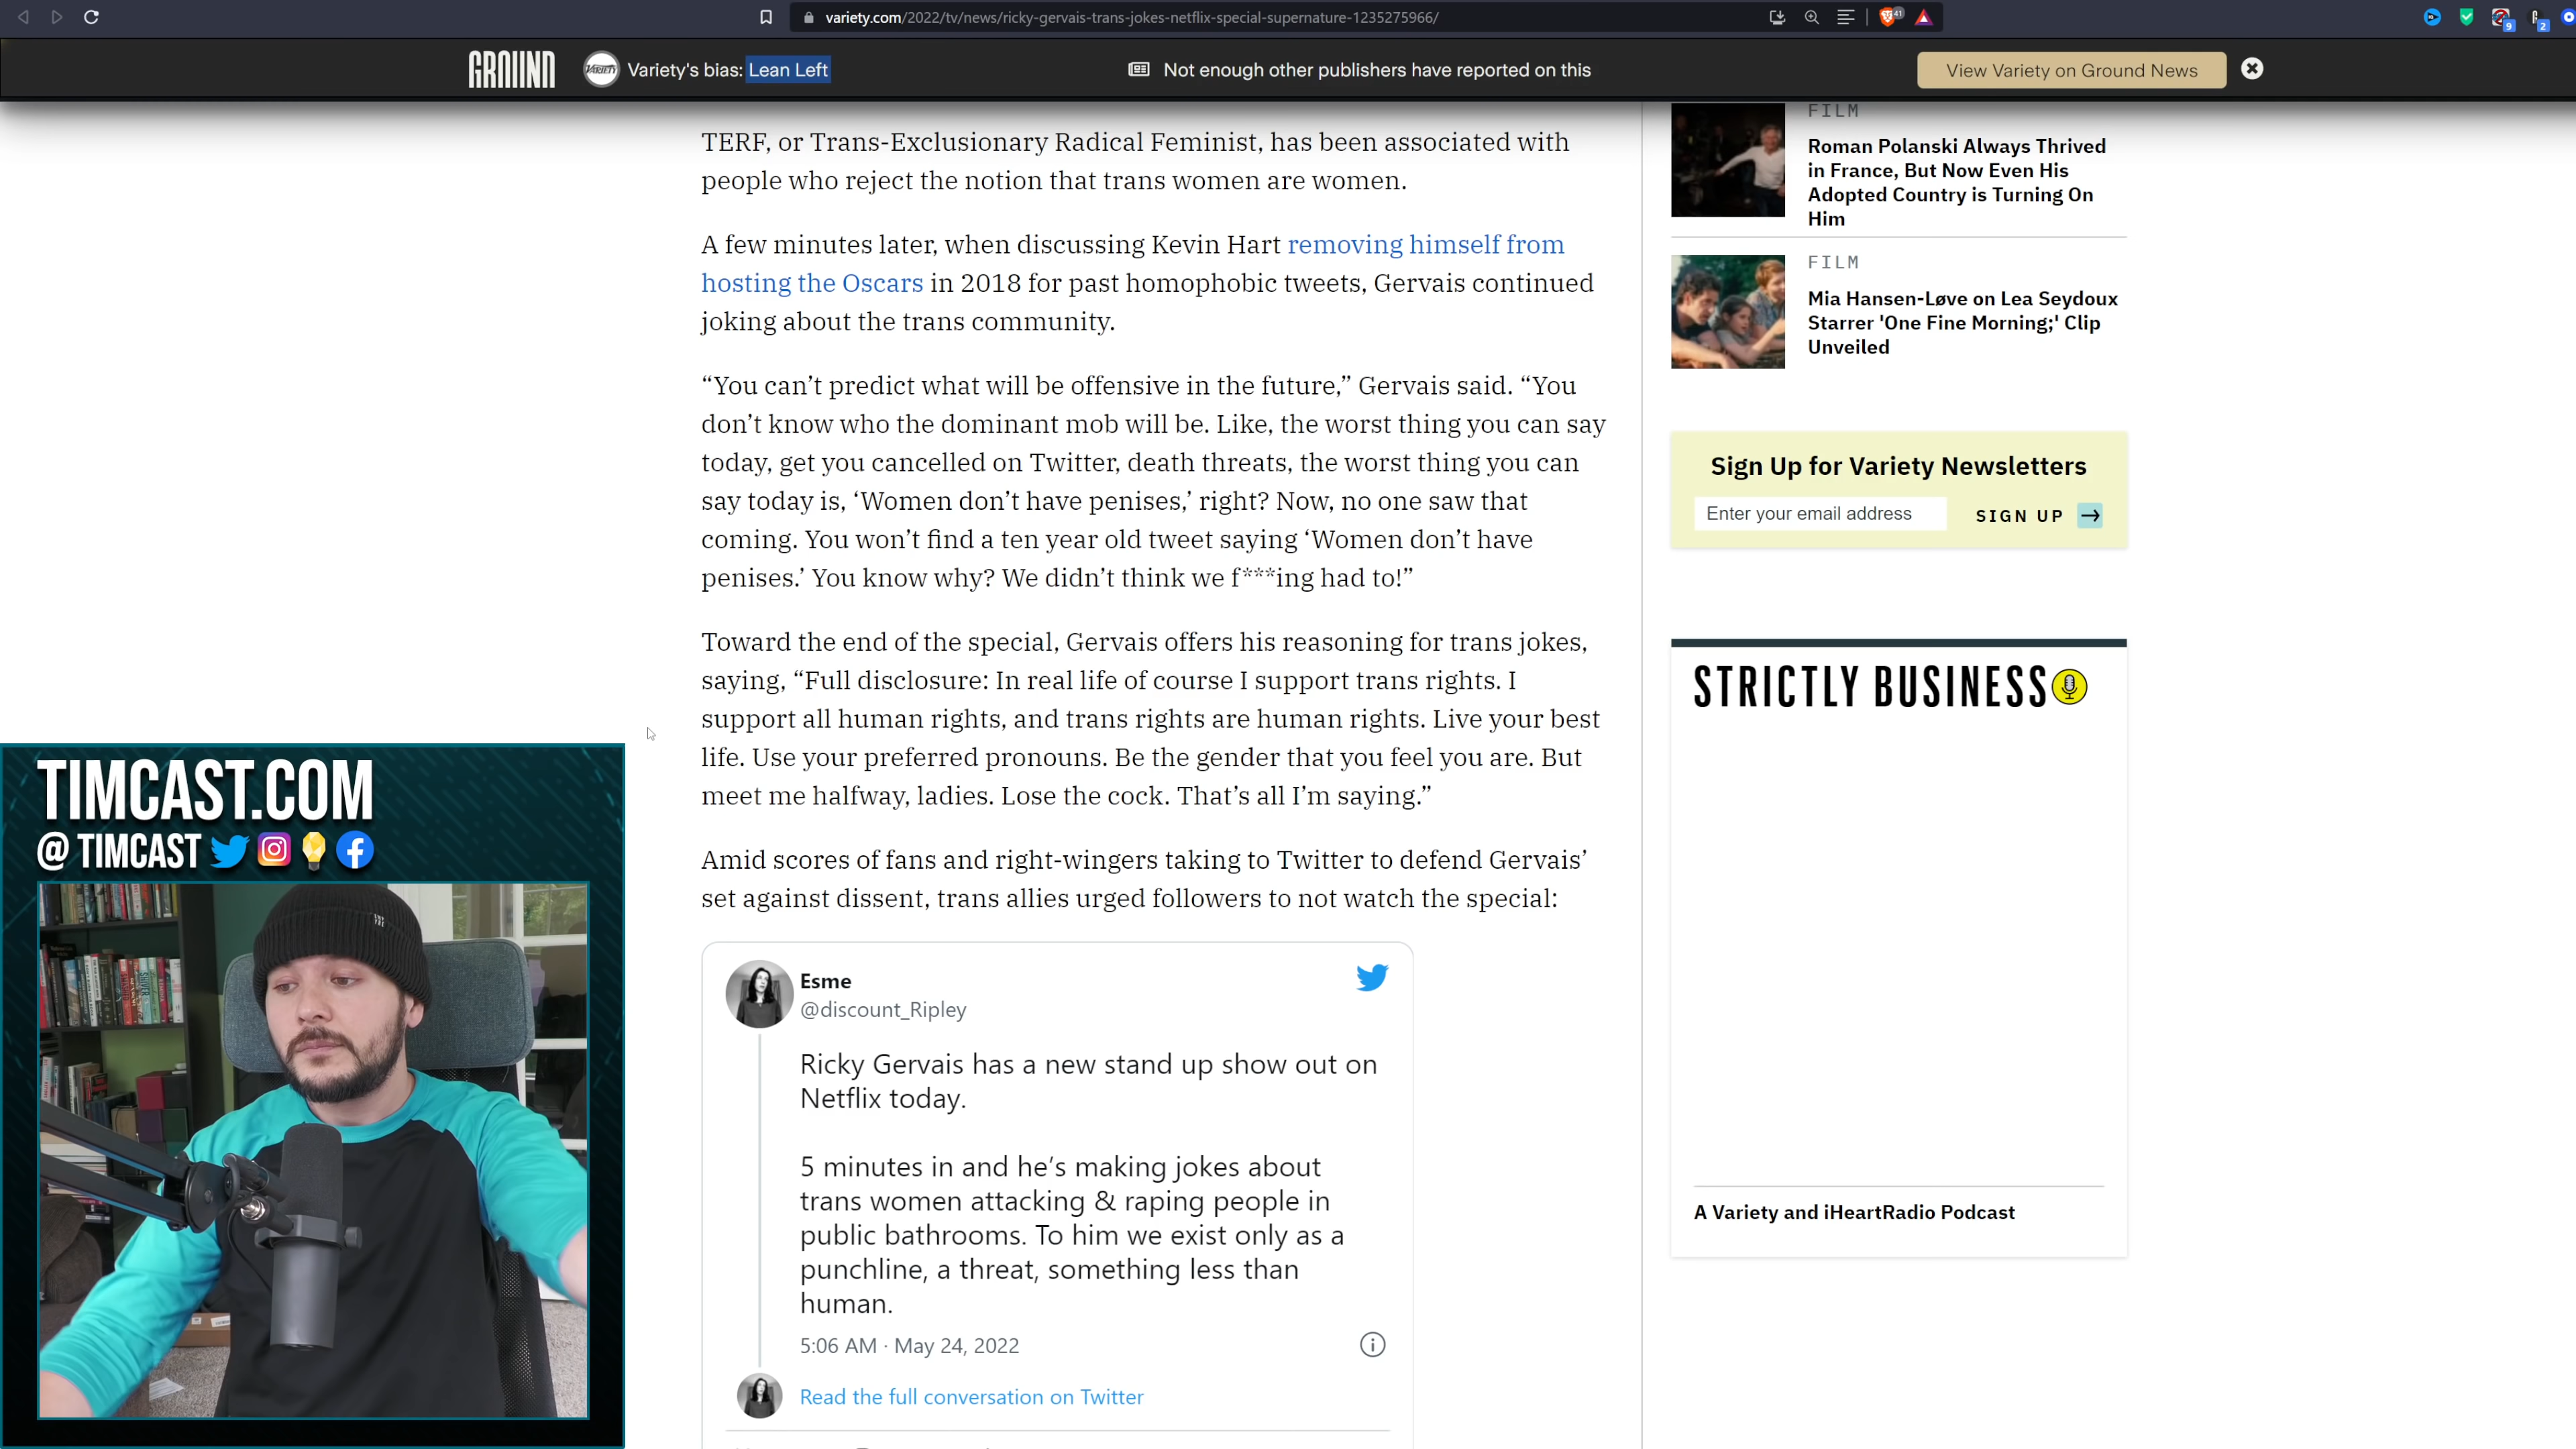 variety.com/2022/tv/news/ricky-gervais-trans-jokes-netflix-special-supernature-1235275966/
41
9
2
GROUND
VARIETY
Variety's bias: Lean Left
Not enough other publishers have reported on this
View Variety on Ground News
TERF, or Trans-Exclusionary Radical Feminist, has been associated with
people who reject the notion that trans women are women.
A few minutes later, when discussing Kevin Hart removing himself from
hosting the Oscars in 2018 for past homophobic tweets, Gervais continued
joking about the trans community.
“You can’t predict what will be offensive in the future,” Gervais said. “You
don’t know who the dominant mob will be. Like, the worst thing you can say
today, get you cancelled on Twitter, death threats, the worst thing you can
say today is, ‘Women don’t have penises,’ right? Now, no one saw that
coming. You won’t find a ten year old tweet saying ‘Women don’t have
penises.’ You know why? We didn’t think we f***ing had to!”
Toward the end of the special, Gervais offers his reasoning for trans jokes,
saying, “Full disclosure: In real life of course I support trans rights. I
support all human rights, and trans rights are human rights. Live your best
life. Use your preferred pronouns. Be the gender that you feel you are. But
meet me halfway, ladies. Lose the cock. That’s all I’m saying.”
Amid scores of fans and right-wingers taking to Twitter to defend Gervais’
set against dissent, trans allies urged followers to not watch the special:
Esme
@discount_Ripley
Ricky Gervais has a new stand up show out on
Netflix today.
5 minutes in and he’s making jokes about
trans women attacking & raping people in
public bathrooms. To him we exist only as a
punchline, a threat, something less than
human.
5:06 AM · May 24, 2022
Read the full conversation on Twitter
FILM
Roman Polanski Always Thrived
in France, But Now Even His
Adopted Country is Turning On
Him
FILM
Mia Hansen-Løve on Lea Seydoux
Starrer 'One Fine Morning;' Clip
Unveiled
Sign Up for Variety Newsletters
Enter your email address
SIGN UP →
STRICTLY BUSINESS
A Variety and iHeartRadio Podcast
TIMCAST.COM
@ TIMCAST